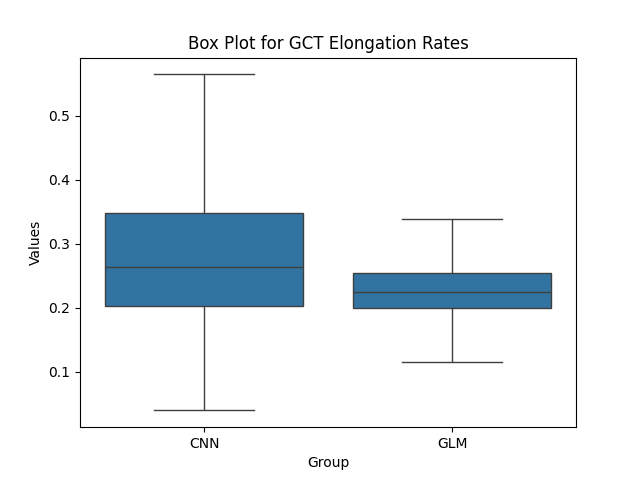 Box Plot for GCT Elongation Rates
Values
0.5
0.4
0.3
0.2
0.1
CNN
GLM
Group